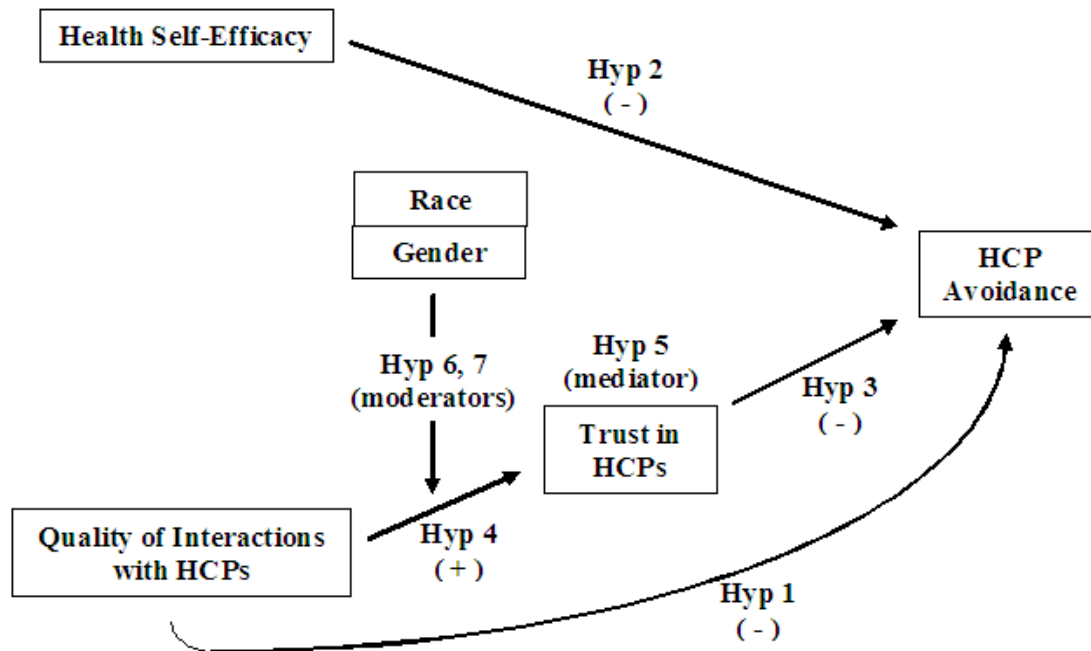 Health Self-Efficacy
Hyp 2
( - )
Race
Gender
HCP
Avoidance
Hyp 6, 7
(moderators)
Hyp 5
(mediator)
Hyp 3
( - )
Trust in
HCPs
Quality of Interactions
with HCPs
Hyp 4
( + )
Hyp 1
( - )